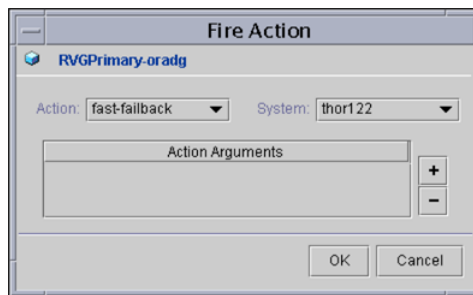 Fire Action
RVGPrimary-oradg
Action: fast-failback System: thor122
Action Arguments
+
−
OK Cancel